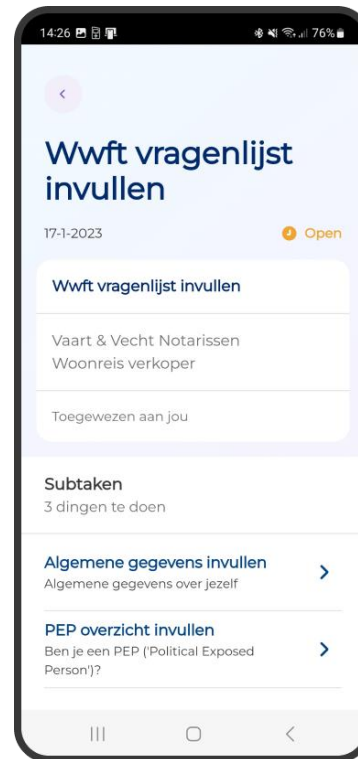 14:26 76%
Wwft vragenlijst
invullen
17-1-2023 Open
Wwft vragenlijst invullen
Vaart & Vecht Notarissen
Woonreis verkoper
Toegewezen aan jou
Subtaken
3 dingen te doen
Algemene gegevens invullen
Algemene gegevens over jezelf
PEP overzicht invullen
Ben je een PEP ('Political Exposed
Person')?